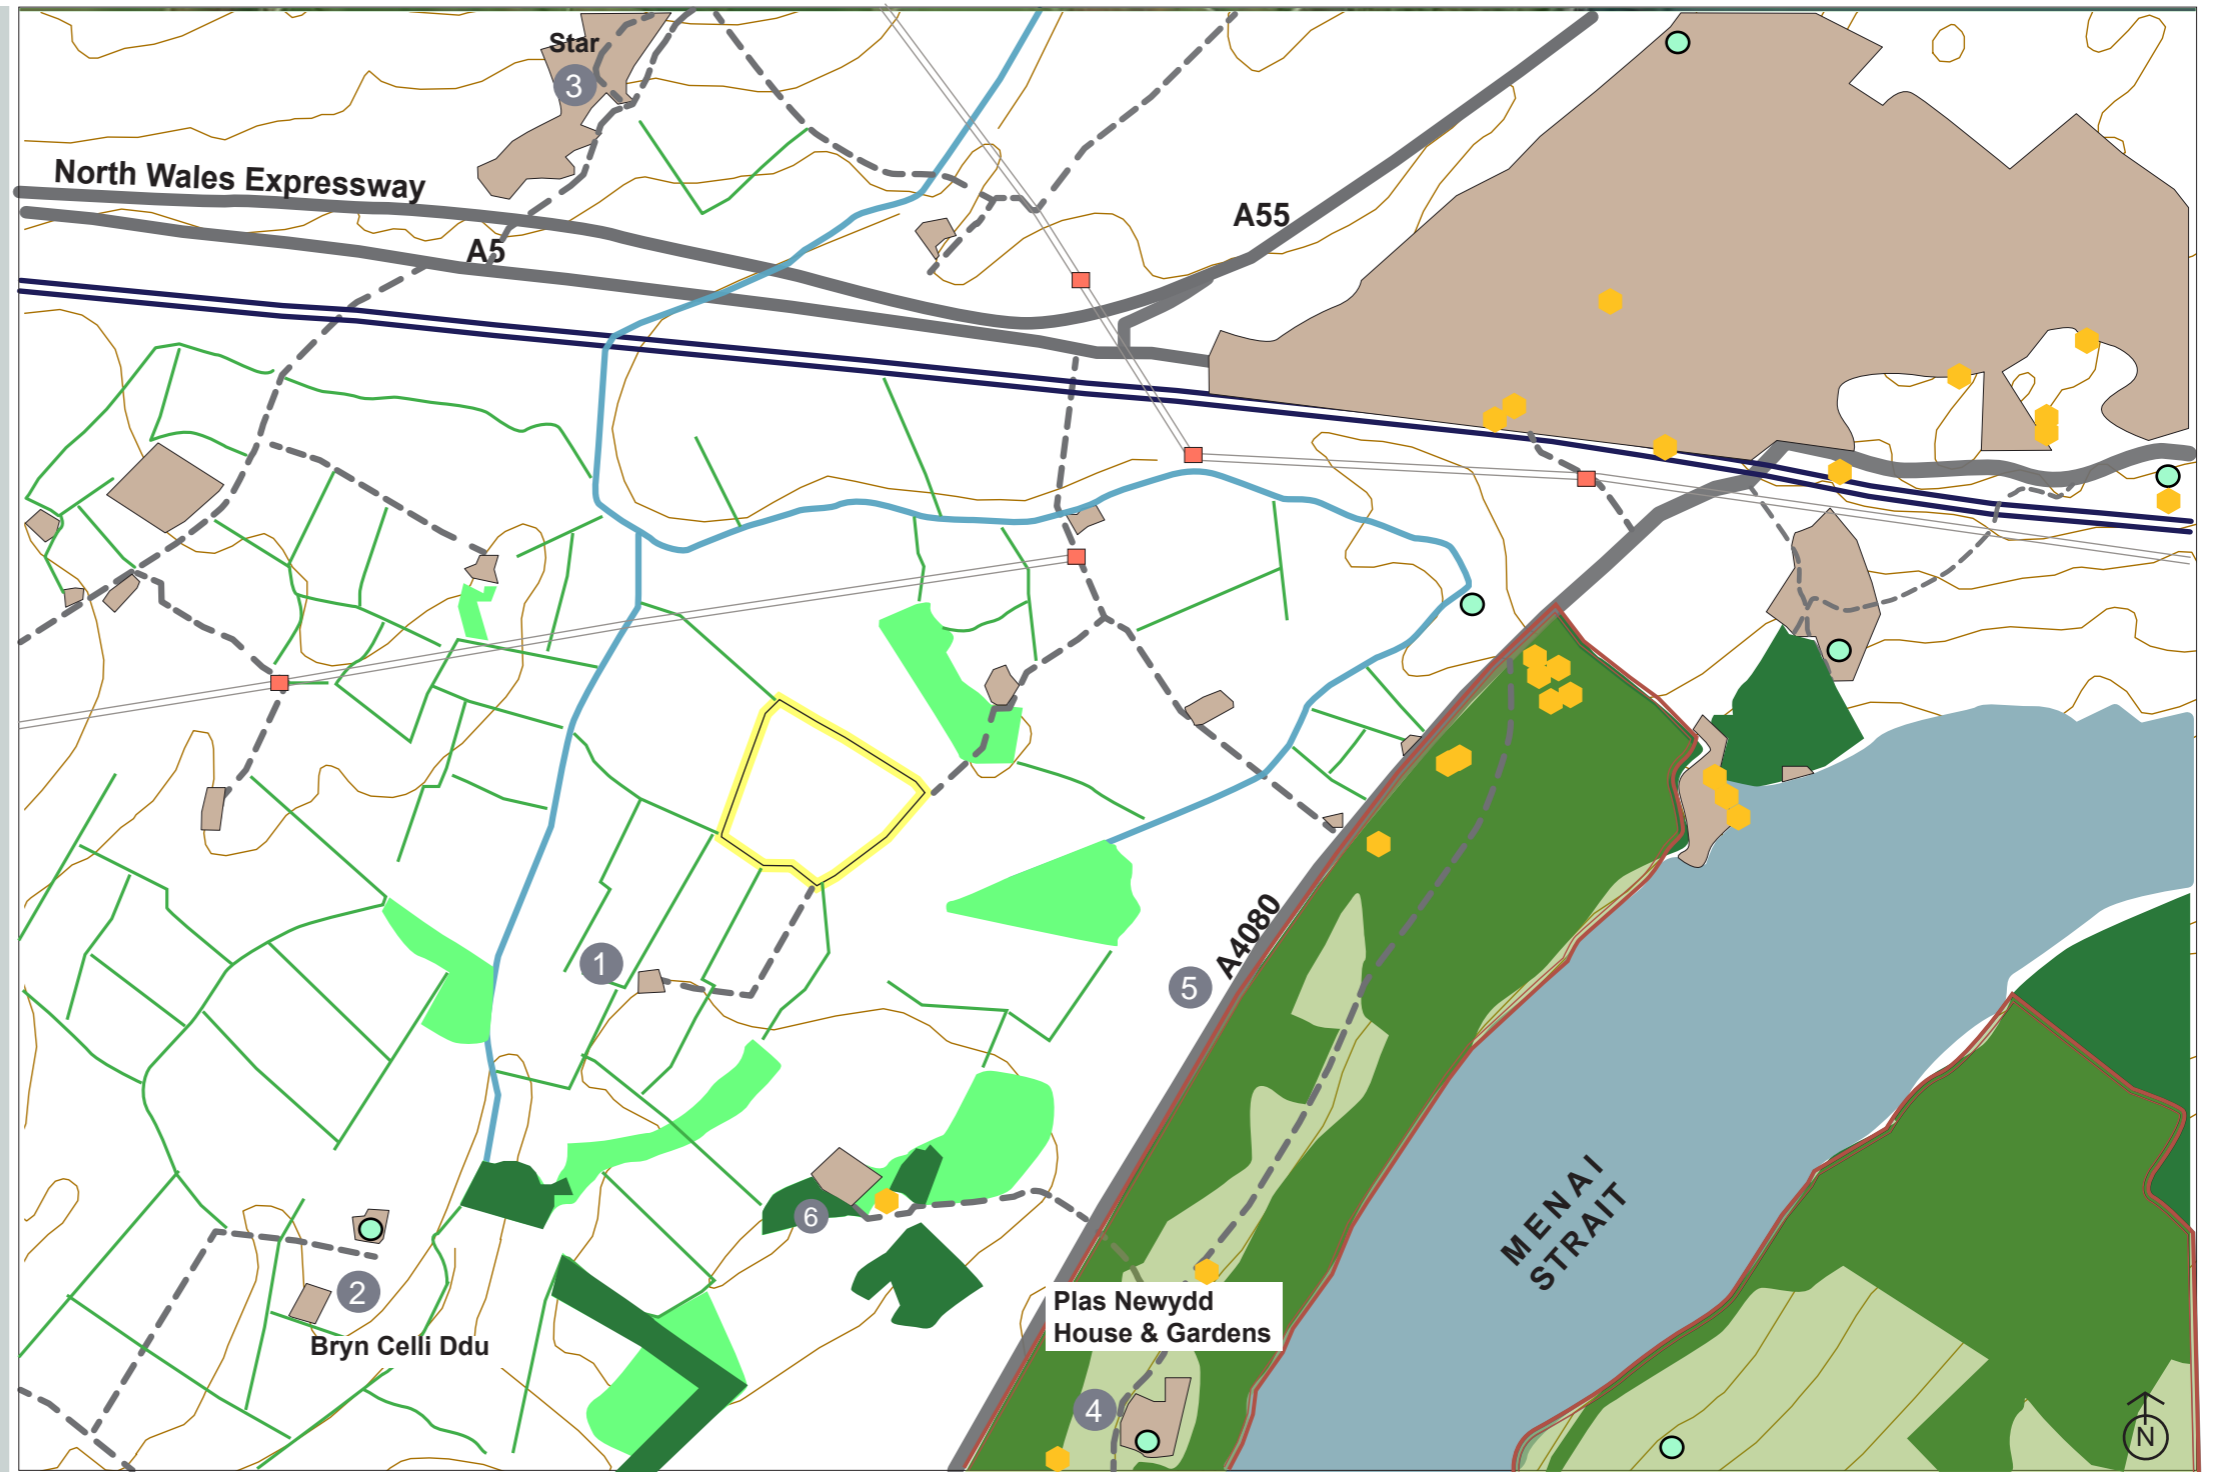 Star
3
North Wales Expressway
A55
A5
1
A4080
5
MENAI
STRAIT
6
2
Bryn Celli Ddu
Plas Newydd
House & Gardens
4
N